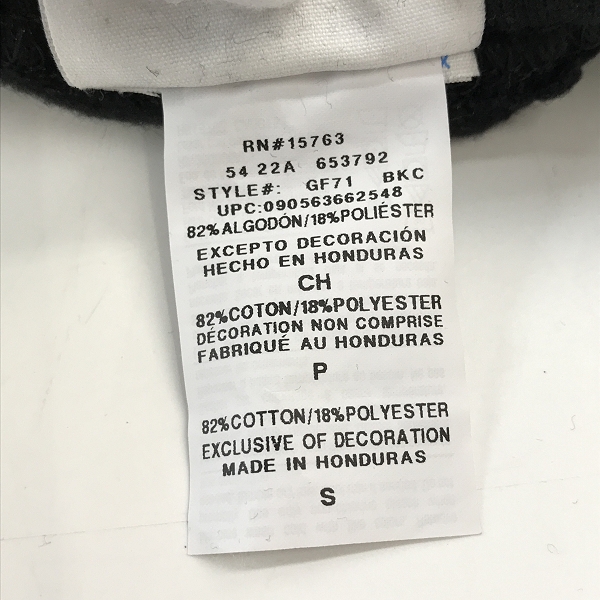 RN#15763
54 22A 653792
STYLE#: GF71 BKC
UPC:090563662548
82%ALGODÓN/18%POLIÉSTER
EXCEPTO DECORACIÓN
HECHO EN HONDURAS
CH
82%COTON/18%POLYESTER
DÉCORATION NON COMPRISE
FABRIQUÉ AU HONDURAS
P
82%COTTON/18%POLYESTER
EXCLUSIVE OF DECORATION
MADE IN HONDURAS
S